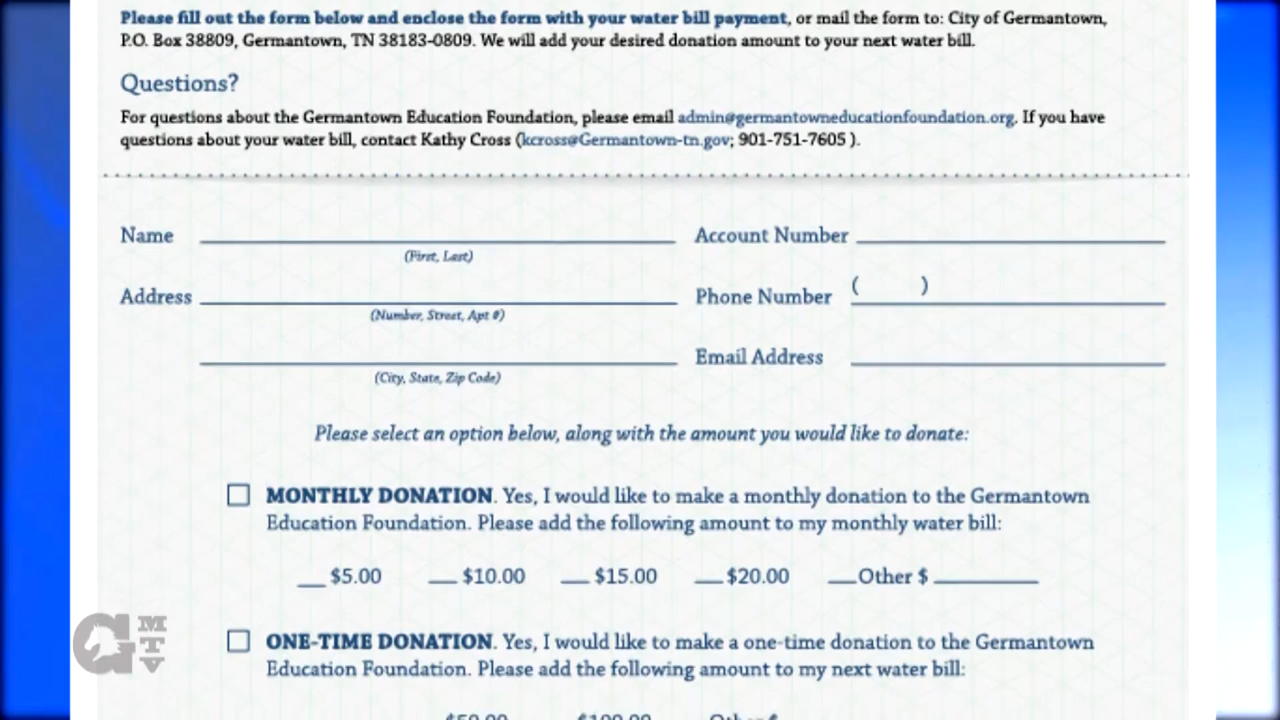 Please fill out the form below and enclose the form with your water bill payment, or mail the form to: City of Germantown,
P.O. Box 38809, Germantown, TN 38183-0809. We will add your desired donation amount to your next water bill.
Questions?
For questions about the Germantown Education Foundation, please email admin@germantowneducationfoundation.org. If you have
questions about your water bill, contact Kathy Cross (kcross@Germantown-tn.gov; 901-751-7605 ).
Name Account Number
(First, Last)
Address Phone Number ( )
(Number, Street, Apt #)
Email Address
(City, State, Zip Code)
Please select an option below, along with the amount you would like to donate:
MONTHLY DONATION. Yes, I would like to make a monthly donation to the Germantown
Education Foundation. Please add the following amount to my monthly water bill:
$5.00 $10.00 $15.00 $20.00 Other $
G MTV
ONE-TIME DONATION. Yes, I would like to make a one-time donation to the Germantown
Education Foundation. Please add the following amount to my next water bill:
$50.00 $100.00 Other $